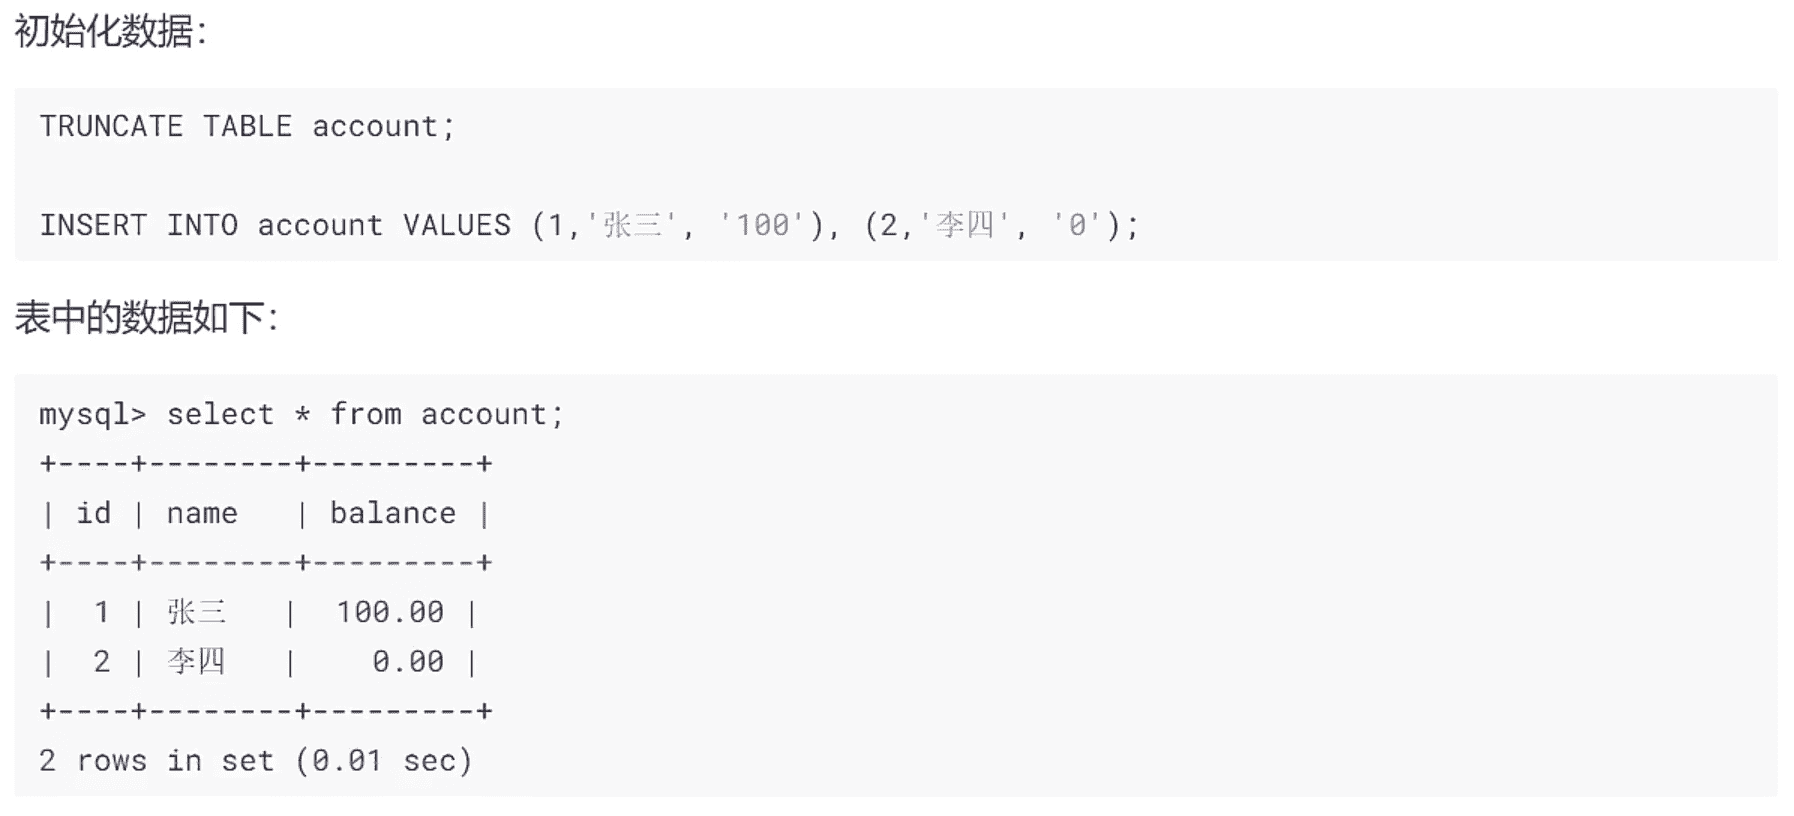 初始化数据：
TRUNCATE TABLE account;
INSERT INTO account VALUES (1,'张三', '100'), (2,'李四', '0');
表中的数据如下：
mysql> select * from account;
+----+--------+---------+
| id | name   | balance |
+----+--------+---------+
|  1 | 张三   |  100.00 |
|  2 | 李四   |    0.00 |
+----+--------+---------+
2 rows in set (0.01 sec)